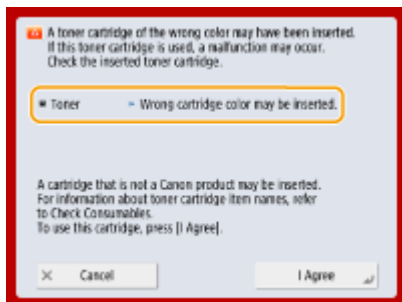 A toner cartridge of the wrong color may have been inserted.
If this toner cartridge is used, a malfunction may occur.
Check the inserted toner cartridge.
Toner ► Wrong cartridge color may be inserted.
A cartridge that is not a Canon product may be inserted.
For information about toner cartridge item names, refer
to Check Consumables.
To use this cartridge, press [I Agree].
× Cancel I Agree